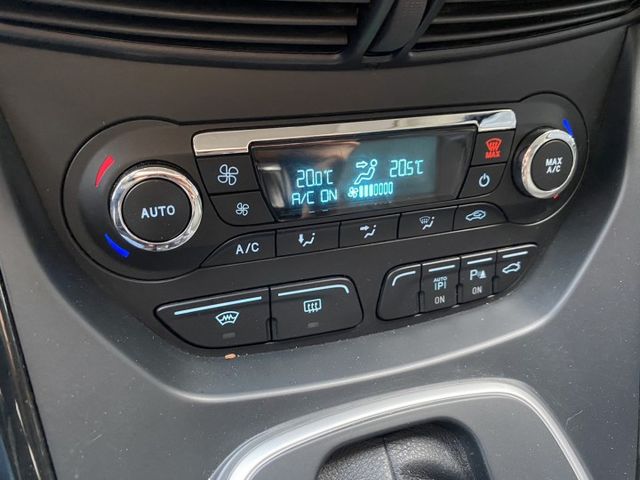 20.0°C 20.5°C
A/C ON
MAX
AUTO
MAX
A/C
A/C
AUTO
P
ON
P
ON